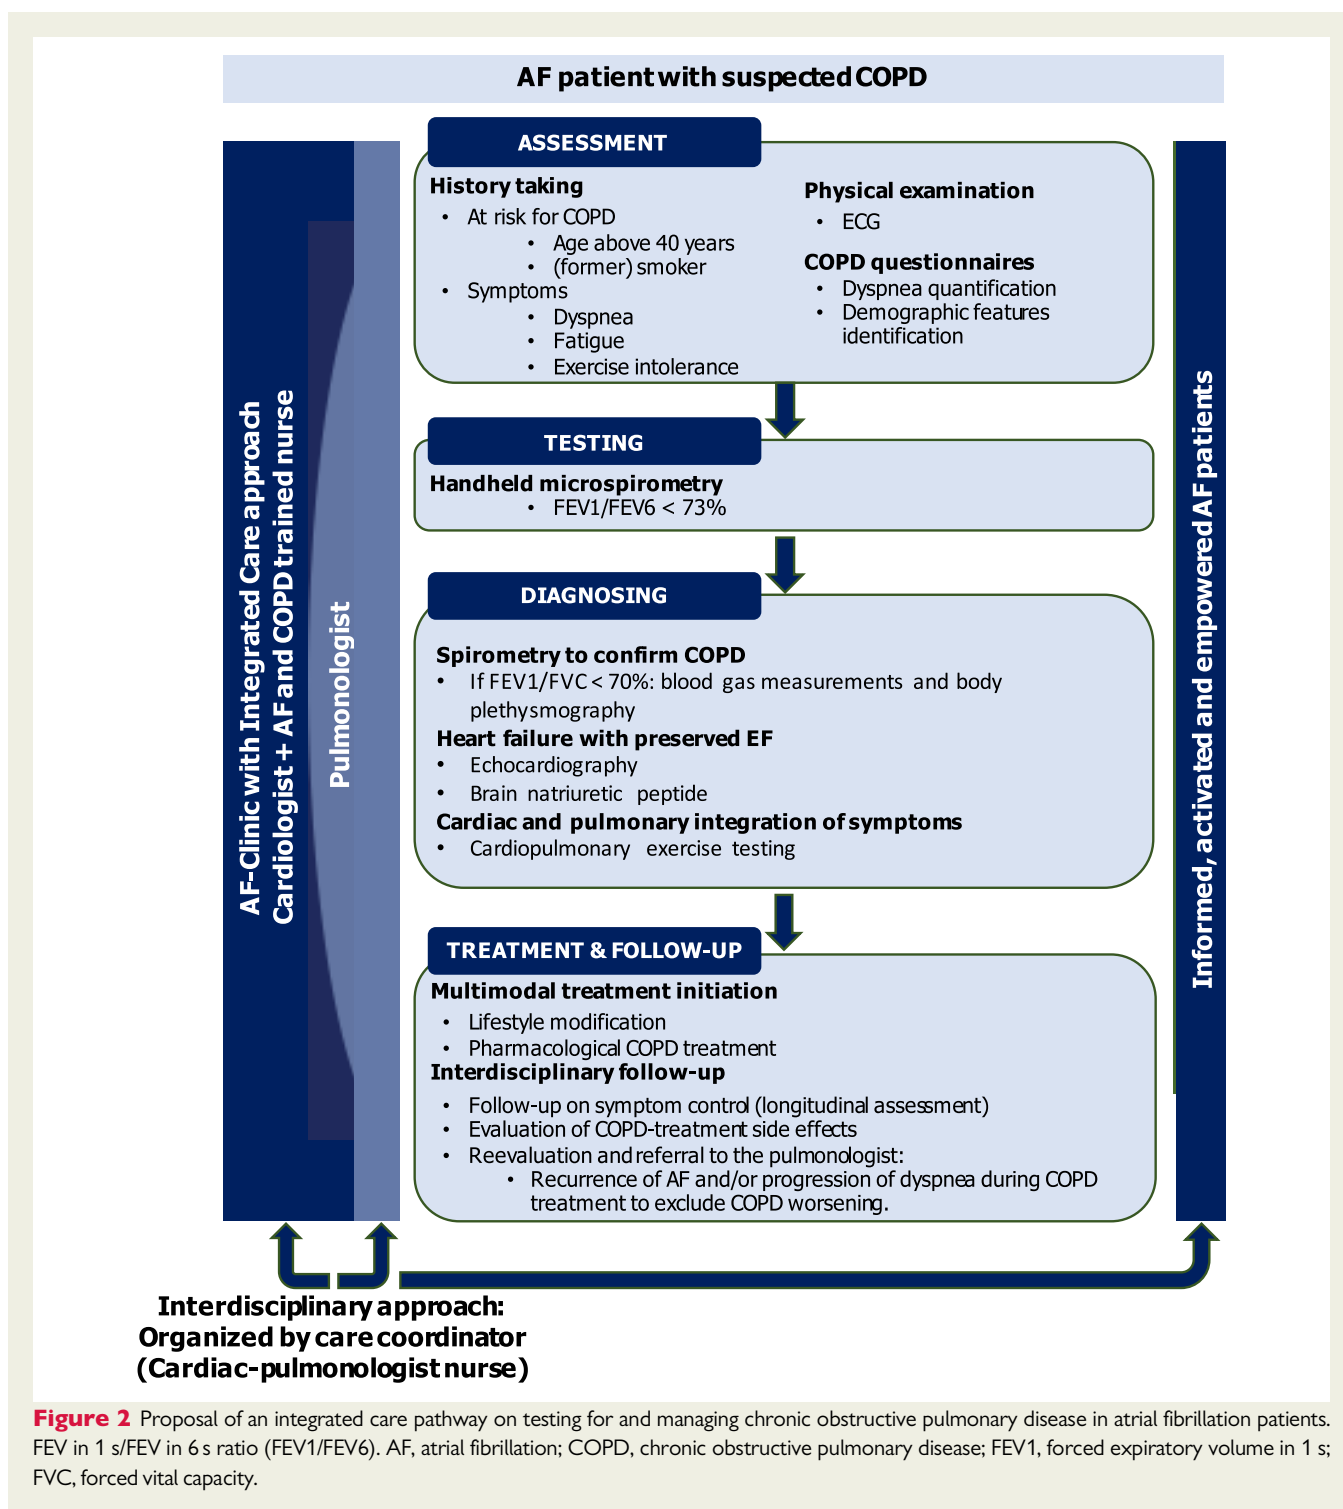 AF patient with suspected COPD
AF-Clinic with Integrated Care approach
Cardiologist + AF and COPD trained nurse
Pulmonologist
ASSESSMENT
History taking
• At risk for COPD
• Age above 40 years
• (former) smoker
• Symptoms
• Dyspnea
• Fatigue
• Exercise intolerance
Physical examination
• ECG
COPD questionnaires
• Dyspnea quantification
• Demographic features
identification
TESTING
Handheld microspirometry
• FEV1/FEV6 < 73%
DIAGNOSING
Spirometry to confirm COPD
• If FEV1/FVC < 70%: blood gas measurements and body
plethysmography
Heart failure with preserved EF
• Echocardiography
• Brain natriuretic peptide
Cardiac and pulmonary integration of symptoms
• Cardiopulmonary exercise testing
TREATMENT & FOLLOW-UP
Multimodal treatment initiation
• Lifestyle modification
• Pharmacological COPD treatment
Interdisciplinary follow-up
• Follow-up on symptom control (longitudinal assessment)
• Evaluation of COPD-treatment side effects
• Reevaluation and referral to the pulmonologist:
• Recurrence of AF and/or progression of dyspnea during COPD
treatment to exclude COPD worsening.
Informed, activated and empowered AF patients
Interdisciplinary approach:
Organized by care coordinator
(Cardiac-pulmonologist nurse)
Figure 2 Proposal of an integrated care pathway on testing for and managing chronic obstructive pulmonary disease in atrial fibrillation patients.
FEV in 1 s/FEV in 6 s ratio (FEV1/FEV6). AF, atrial fibrillation; COPD, chronic obstructive pulmonary disease; FEV1, forced expiratory volume in 1 s;
FVC, forced vital capacity.